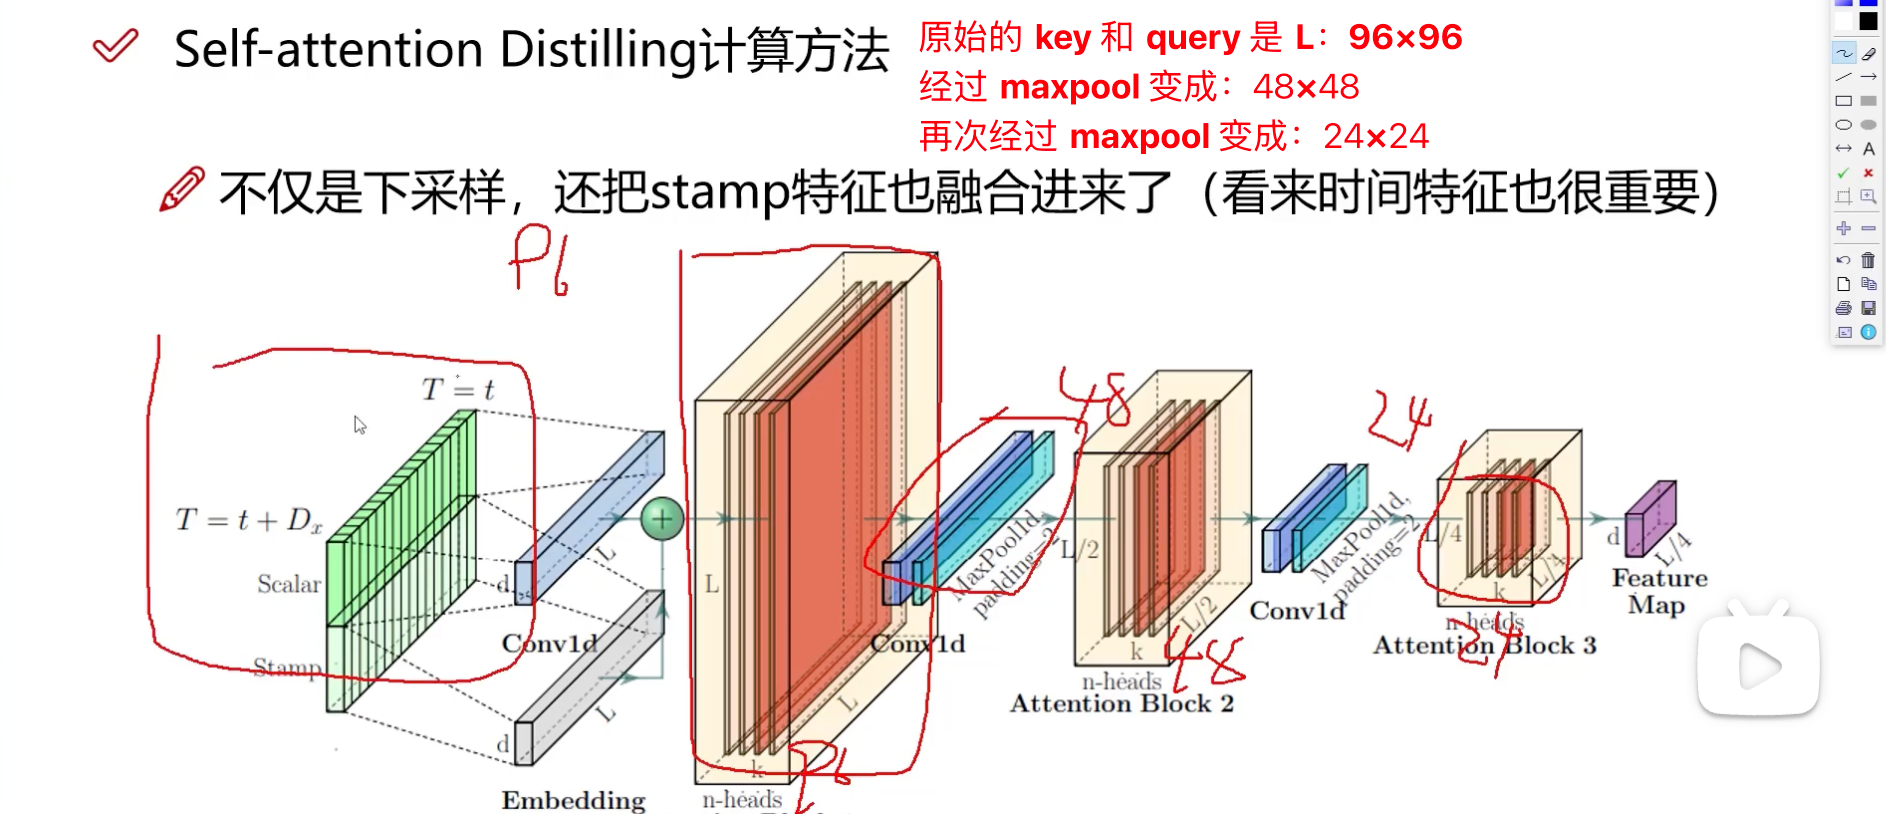 Self-attention Distilling计算方法
原始的 key 和 query 是 L：96×96
经过 maxpool 变成：48×48
再次经过 maxpool 变成：24×24
不仅是下采样，还把stamp特征也融合进来了（看来时间特征也很重要）
96
T = t
T = t + Dx
Scalar
Stamp
d
L
Conv1d
d
L
Embedding
L
L
k
n-heads
96
Conv1d
MaxPool1d,
padding=2
48
L/2
L/2
k
n-heads
48
Attention Block 2
Conv1d
MaxPool1d,
padding=2
24
L/4
L/4
k
n-heads
24
Attention Block 3
d
L/4
Feature
Map
A